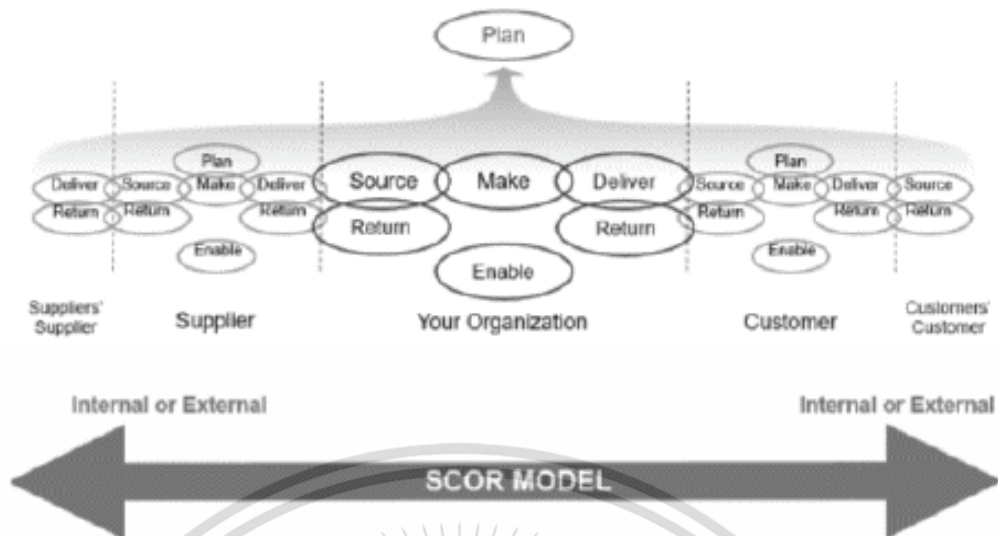 Plan
Plan Plan
Deliver Source Make Deliver Source Make Deliver Source Make Deliver Source
Return Return Return Return Return Return Return Return
Enable Enable Enable
Suppliers' Supplier Your Organization Customer Customers'
Supplier Customer
Internal or External Internal or External
SCOR MODEL